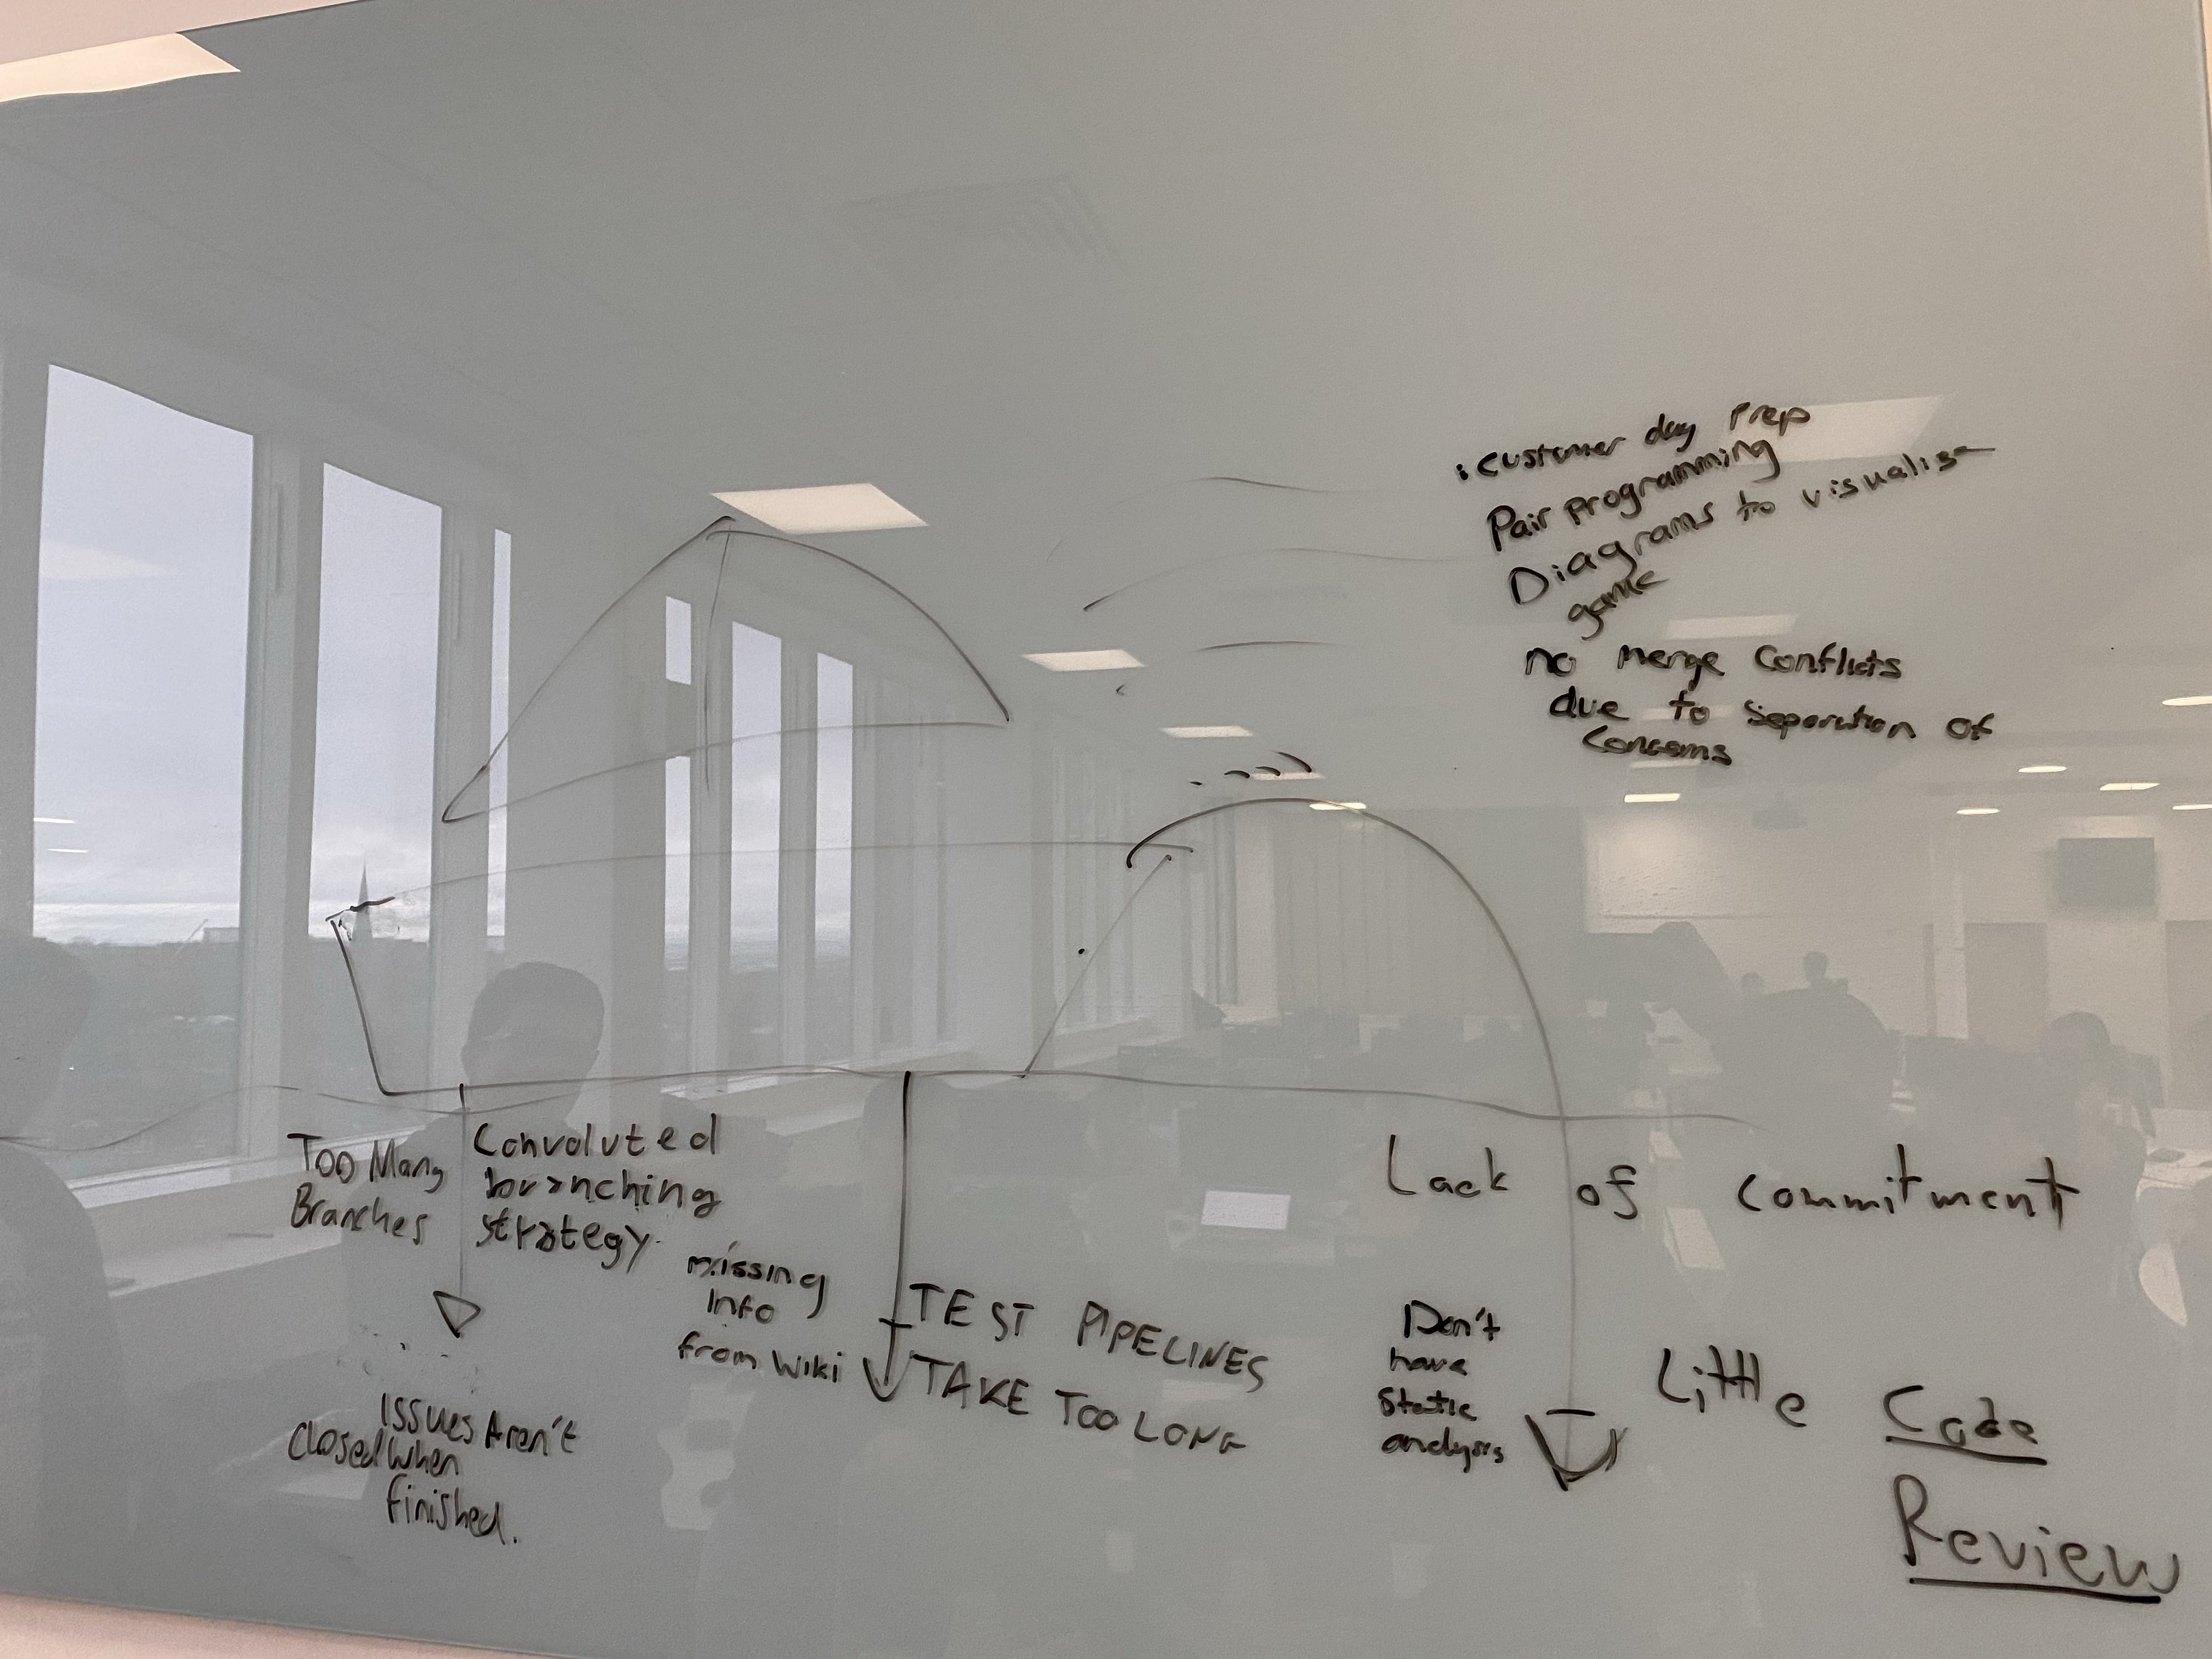 : customer day Prep
Pair programming
Diagrams to visualise
game
no merge conflicts
due to separation of
concerns
Too Many
Branches
Convoluted
branching
strategy
missing
info
from wiki
Issues Aren't
Closed When
finished.
TEST PIPELINES
TAKE TOO LONG
Lack of commitment
Don't
have
static
analysis
Little Code
Review